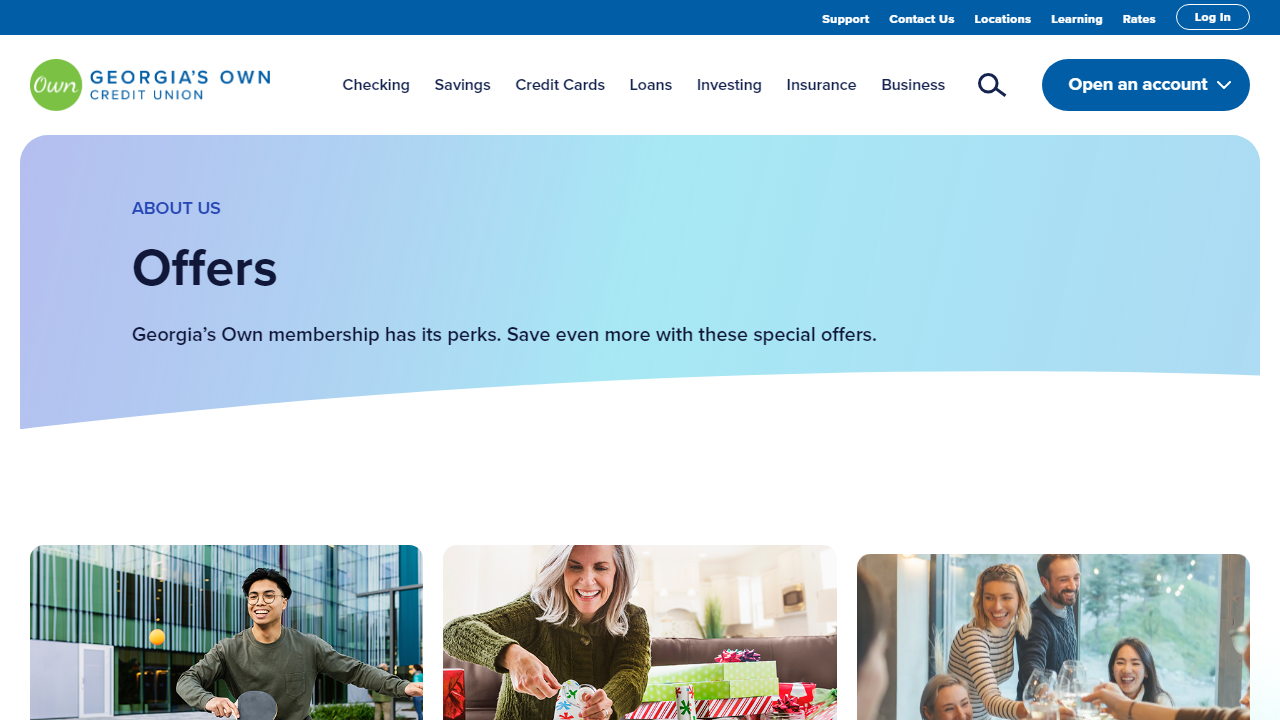 Support Contact Us Locations Learning Rates Log In
Own GEORGIA'S OWN
CREDIT UNION
Checking Savings Credit Cards Loans Investing Insurance Business Open an account
ABOUT US
Offers
Georgia’s Own membership has its perks. Save even more with these special offers.